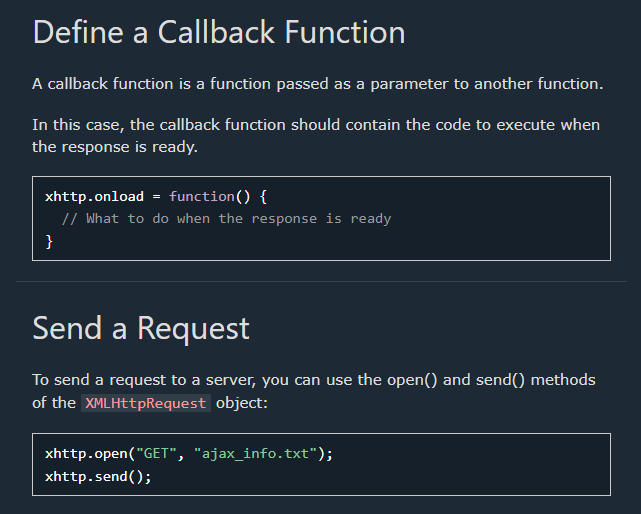 Define a Callback Function
A callback function is a function passed as a parameter to another function.
In this case, the callback function should contain the code to execute when
the response is ready.
xhttp.onload = function() {
  // What to do when the response is ready
}
Send a Request
To send a request to a server, you can use the open() and send() methods
of the XMLHttpRequest object:
xhttp.open("GET", "ajax_info.txt");
xhttp.send();